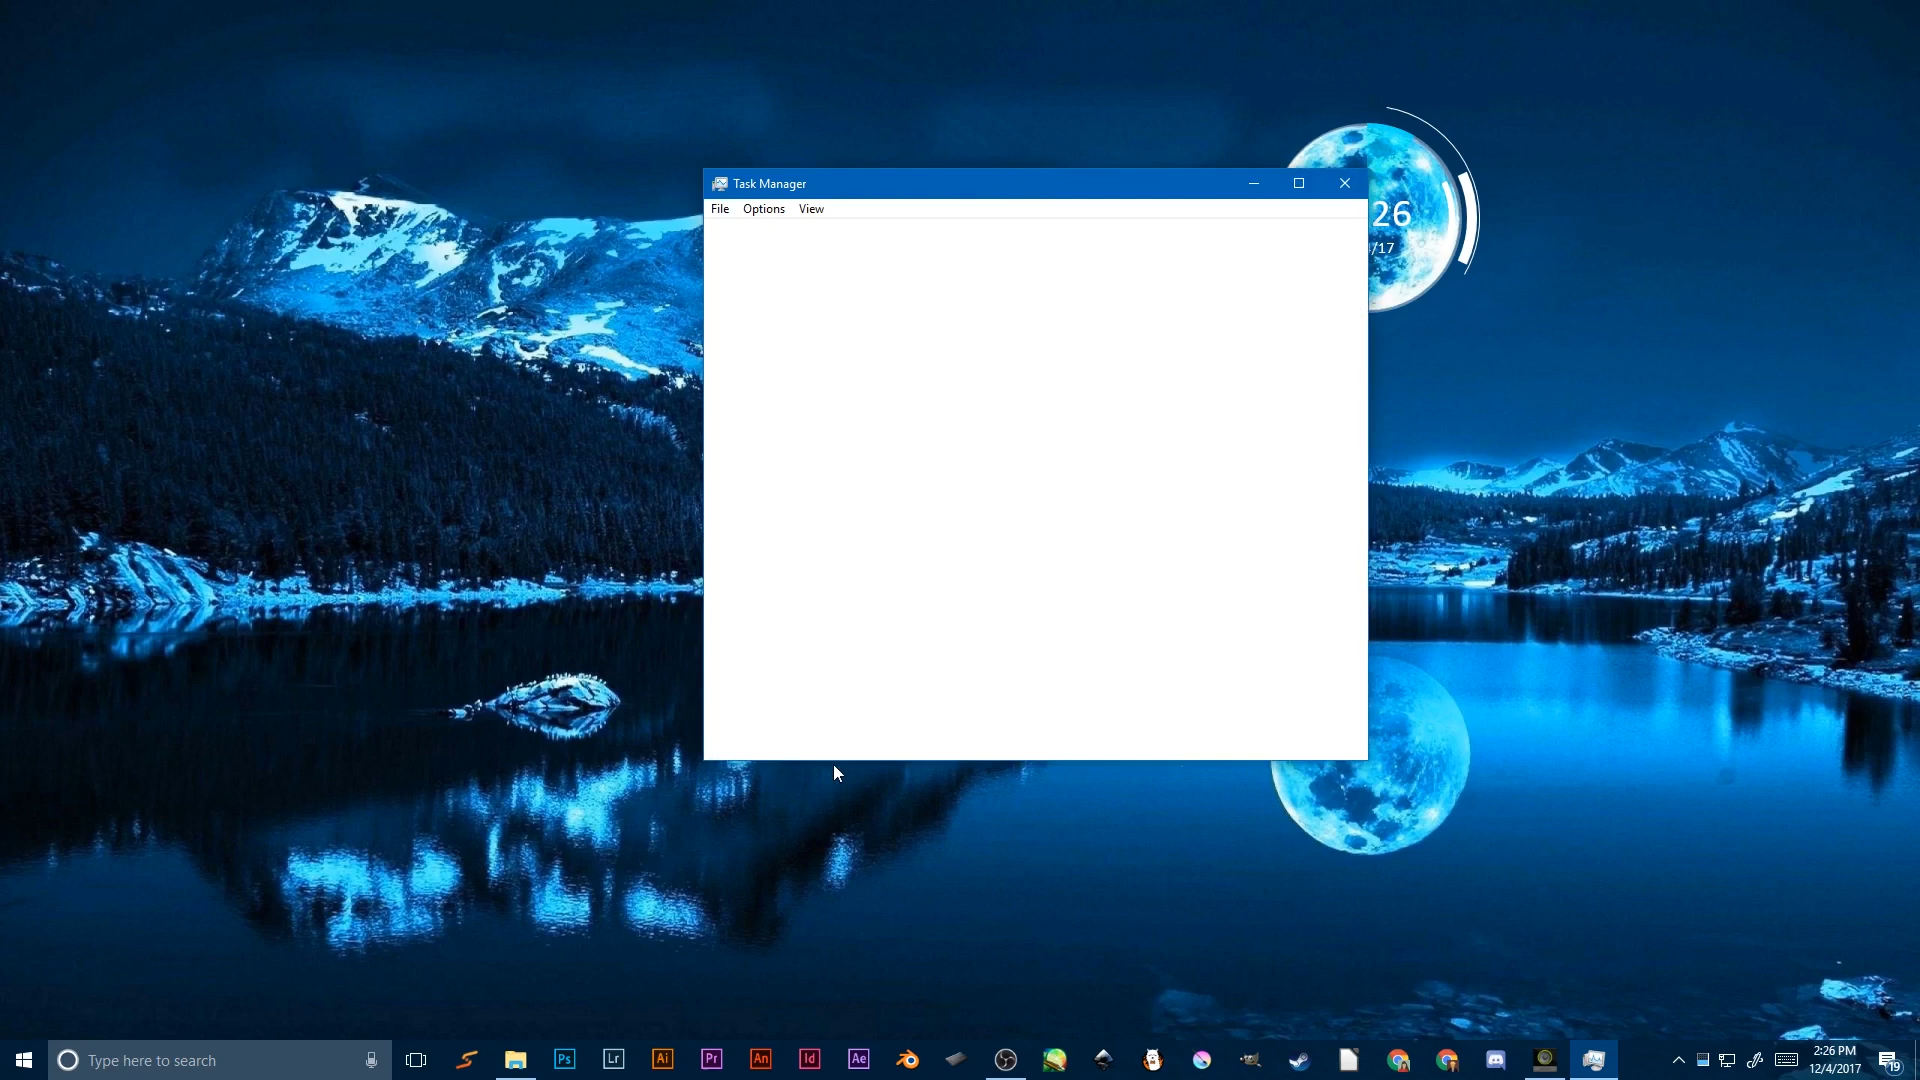 Task Manager
File Options View
26
/17
Type here to search
Ps Lr Ai Pr An Id Ae
2:26 PM
12/4/2017
19